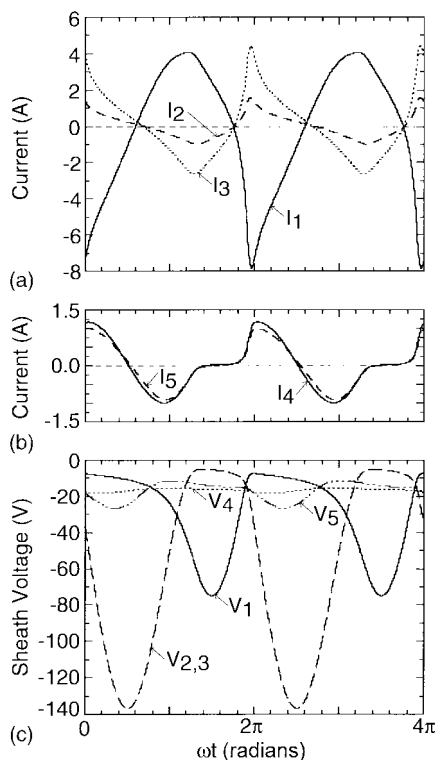 6
4
2
0
-2
-4
-6
-8
Current (A)
I2
I3
I1
(a)
1.5
0.0
-1.5
Current (A)
I5
I4
(b)
0
-20
-40
-60
-80
-100
-120
-140
Sheath Voltage (V)
V4
V5
V1
V2,3
(c)
0
2π
4π
ωt (radians)